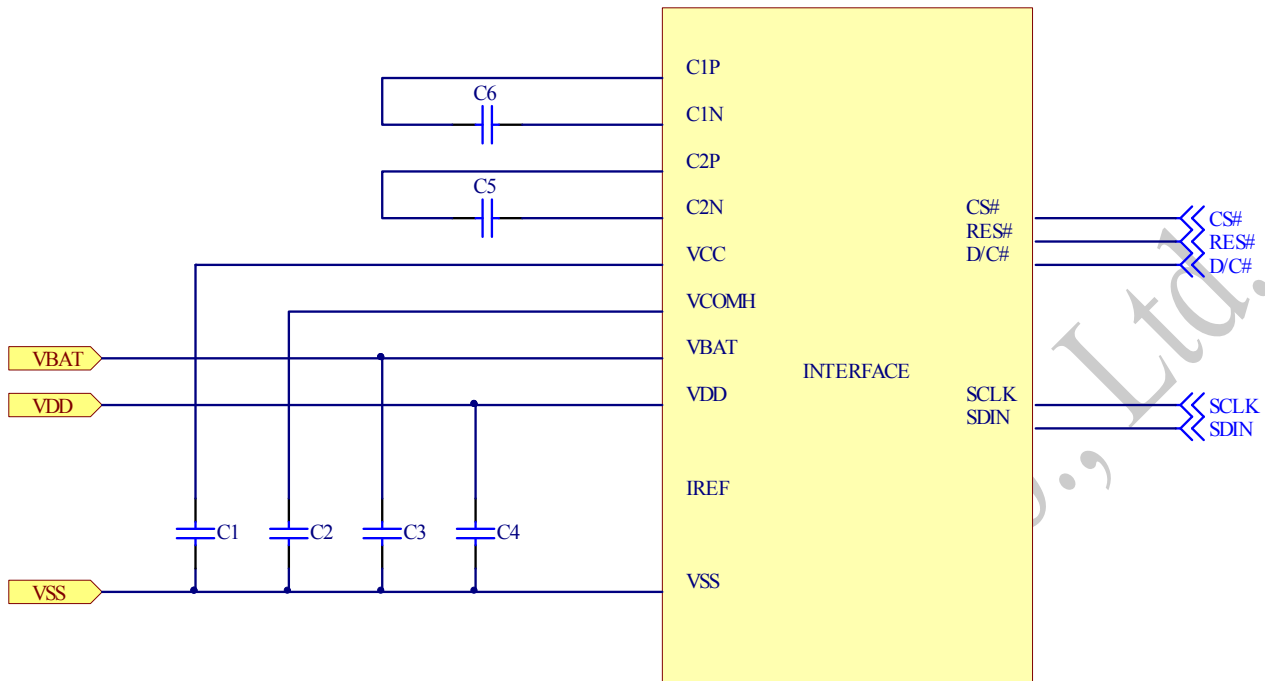 C1P
C6
C1N
C2P
C5
C2N
VCC
VCOMH
VBAT
VBAT
VDD
VDD
IREF
C1
C2
C3
C4
VSS
VSS
INTERFACE
CS#
RES#
D/C#
CS#
RES#
D/C#
SCLK
SDIN
SCLK
SDIN
., Ltd.